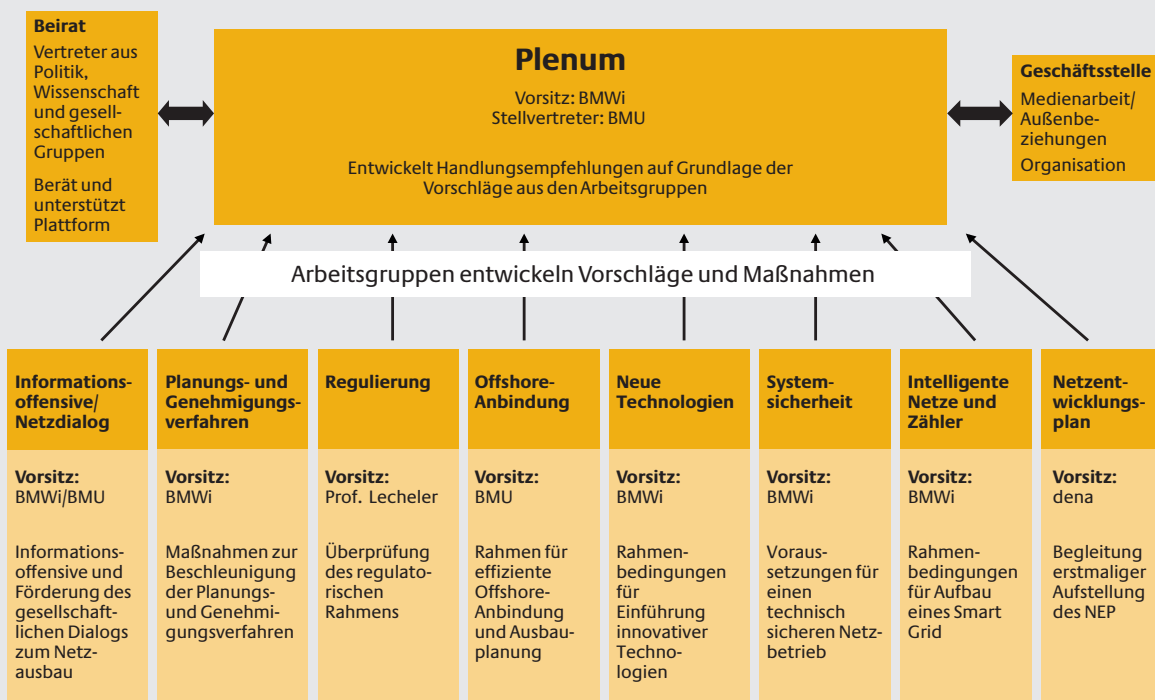 Beirat
Vertreter aus
Politik,
Wissenschaft
und gesell-
schaftlichen
Gruppen
Berät und
unterstützt
Plattform
Plenum
Vorsitz: BMWi
Stellvertreter: BMU
Entwickelt Handlungsempfehlungen auf Grundlage der
Vorschläge aus den Arbeitsgruppen
Geschäftsstelle
Medienarbeit/
Außenbe-
ziehungen
Organisation
Arbeitsgruppen entwickeln Vorschläge und Maßnahmen
Informations-
offensive/
Netzdialog
Vorsitz:
BMWi/BMU
Informations-
offensive und
Förderung des
gesellschaft-
lichen Dialogs
zum Netz-
ausbau
Planungs- und
Genehmigungs-
verfahren
Vorsitz:
BMWi
Maßnahmen zur
Beschleunigung
der Planungs-
und Genehmi-
gungsverfahren
Regulierung
Vorsitz:
Prof. Lecheler
Überprüfung
des regulato-
rischen
Rahmens
Offshore-
Anbindung
Vorsitz:
BMU
Rahmen für
effiziente
Offshore-
Anbindung
und Ausbau-
planung
Neue
Technologien
Vorsitz:
BMWi
Rahmen-
bedingungen
für
Einführung
innovativer
Techno-
logien
System-
sicherheit
Vorsitz:
BMWi
Voraus-
setzungen für
einen
technisch
sicheren Netz-
betrieb
Intelligente
Netze und
Zähler
Vorsitz:
BMWi
Rahmen-
bedingungen
für Aufbau
eines Smart
Grid
Netzent-
wicklungs-
plan
Vorsitz:
dena
Begleitung
erstmaliger
Aufstellung
des NEP